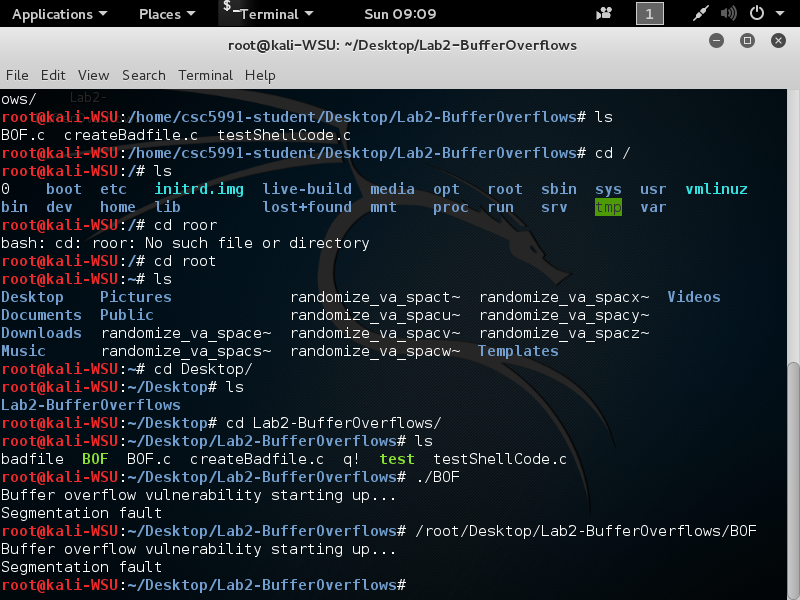 Applications Places $_Terminal Sun 09:09 1
root@kali-WSU: ~/Desktop/Lab2-BufferOverflows
File Edit View Search Terminal Help
ows/ Lab2-
root@kali-WSU:/home/csc5991-student/Desktop/Lab2-BufferOverflows# ls
BOF.c createBadfile.c testShellCode.c
root@kali-WSU:/home/csc5991-student/Desktop/Lab2-BufferOverflows# cd /
root@kali-WSU:/# ls
0 boot etc initrd.img live-build media opt root sbin sys usr vmlinuz
bin dev home lib lost+found mnt proc run srv tmp var
root@kali-WSU:/# cd roor
bash: cd: roor: No such file or directory
root@kali-WSU:/# cd root
root@kali-WSU:~# ls
Desktop Pictures randomize_va_spact~ randomize_va_spacx~ Videos
Documents Public randomize_va_spacu~ randomize_va_spacy~
Downloads randomize_va_space~ randomize_va_spacv~ randomize_va_spacz~
Music randomize_va_spacs~ randomize_va_spacw~ Templates
root@kali-WSU:~# cd Desktop/
root@kali-WSU:~/Desktop# ls
Lab2-BufferOverflows
root@kali-WSU:~/Desktop# cd Lab2-BufferOverflows/
root@kali-WSU:~/Desktop/Lab2-BufferOverflows# ls
badfile BOF BOF.c createBadfile.c q! test testShellCode.c
root@kali-WSU:~/Desktop/Lab2-BufferOverflows# ./BOF
Buffer overflow vulnerability starting up...
Segmentation fault
root@kali-WSU:~/Desktop/Lab2-BufferOverflows# /root/Desktop/Lab2-BufferOverflows/BOF
Buffer overflow vulnerability starting up...
Segmentation fault
root@kali-WSU:~/Desktop/Lab2-BufferOverflows#